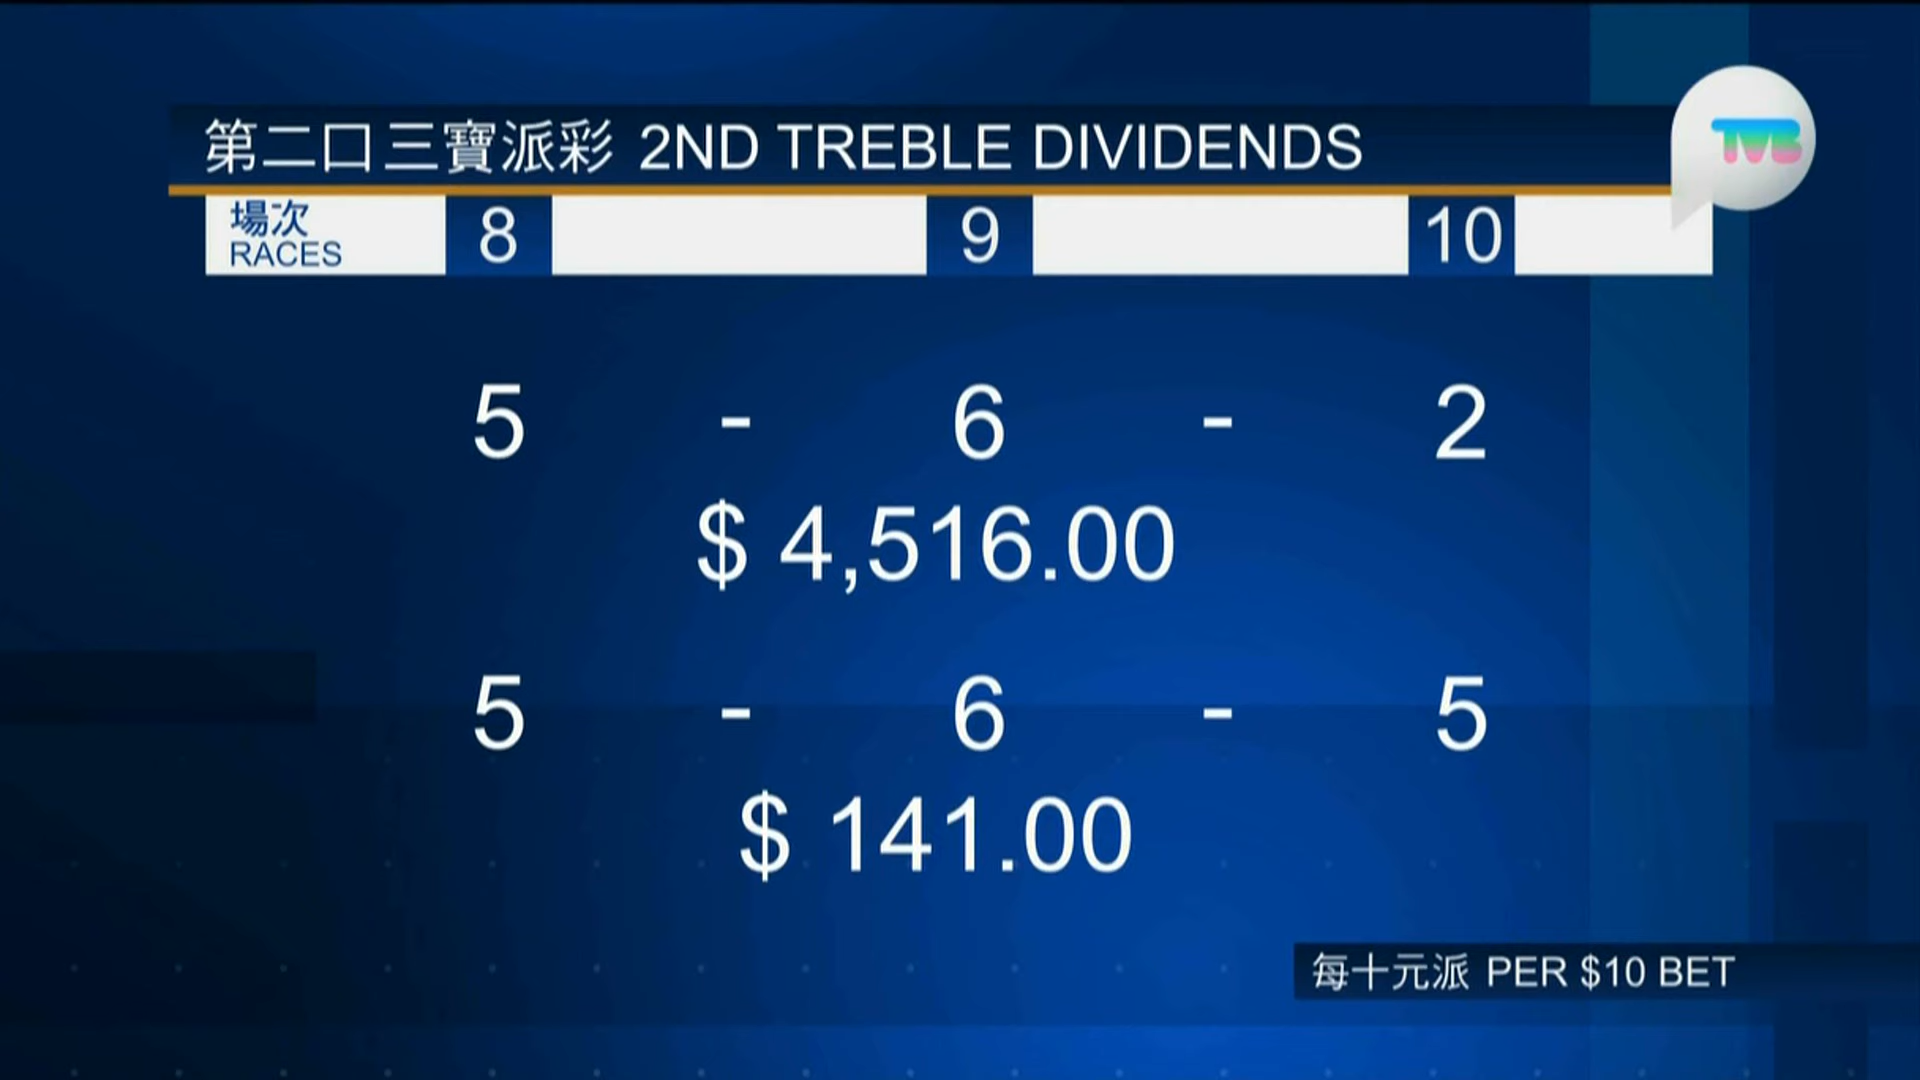 第二口三寶派彩 2ND TREBLE DIVIDENDS
TVB
場次 8 9 10
RACES
5 - 6 - 2
$ 4,516.00
5 - 6 - 5
$ 141.00
每十元派 PER $10 BET